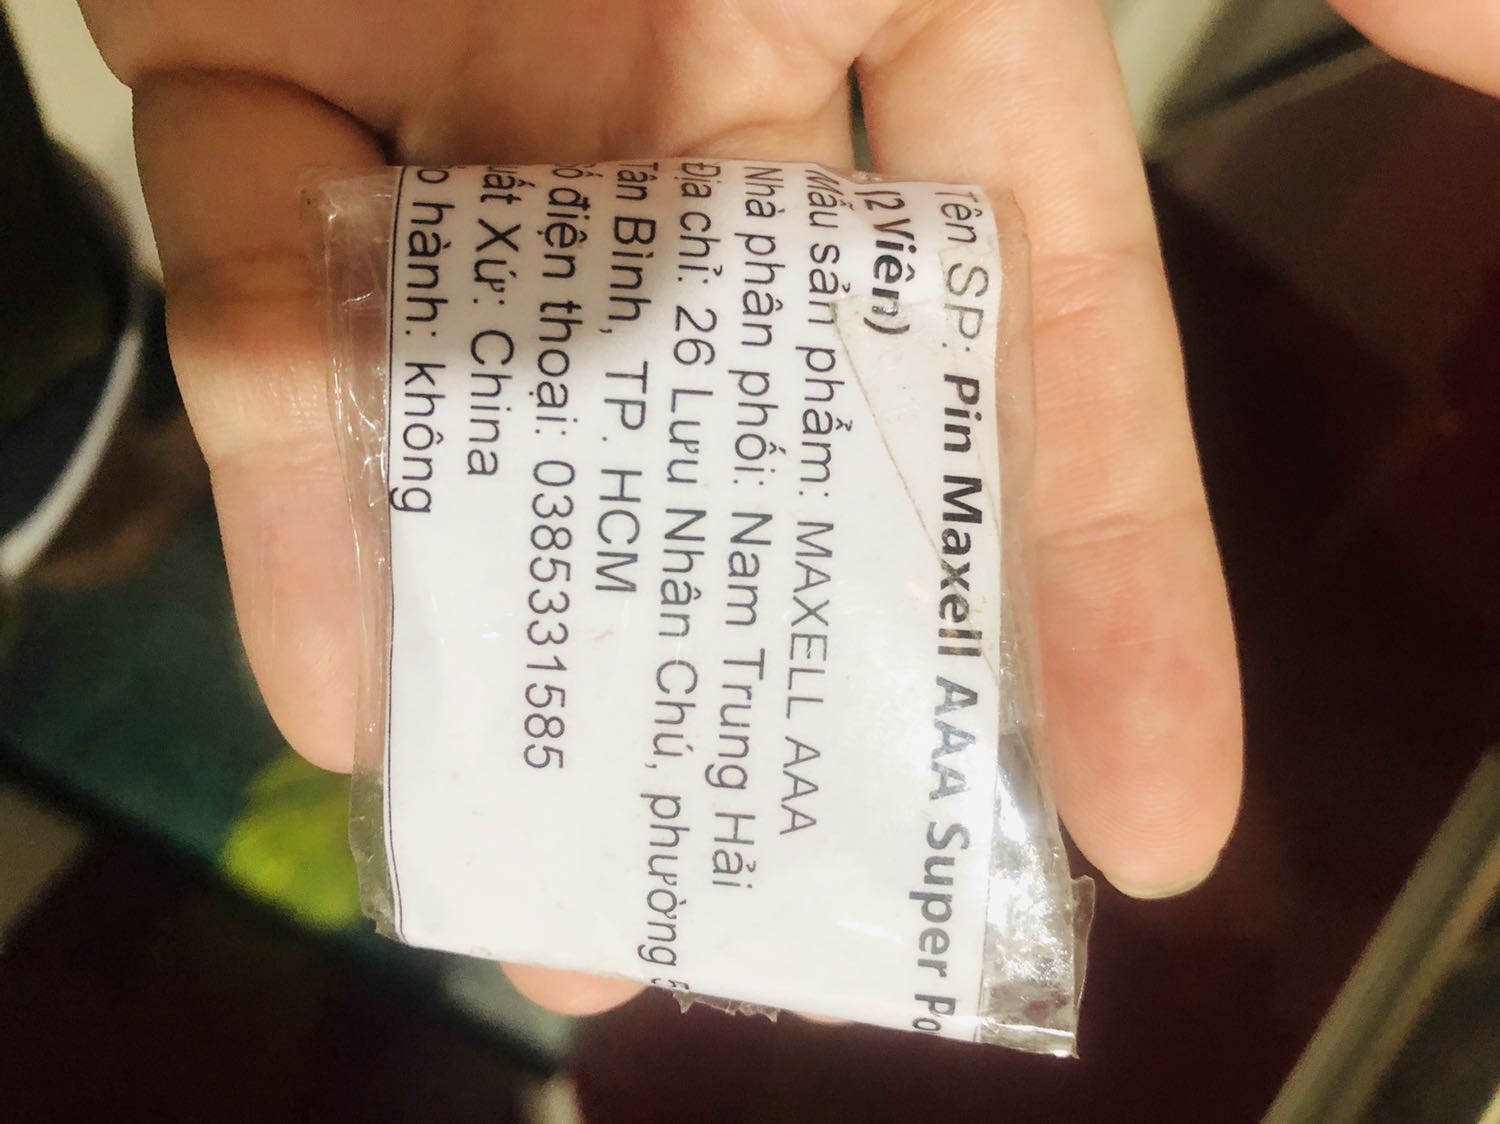 Tên SP: Pin Maxell AAA Super Po
(2 Viên)
Mẫu sản phẩm: MAXELL AAA
Nhà phân phối: Nam Trung Hải
Địa chỉ: 26 Lưu Nhân Chú, phường 5
Tân Bình, TP. HCM
Số điện thoại: 0385331585
uất Xứ: China
o hành: không